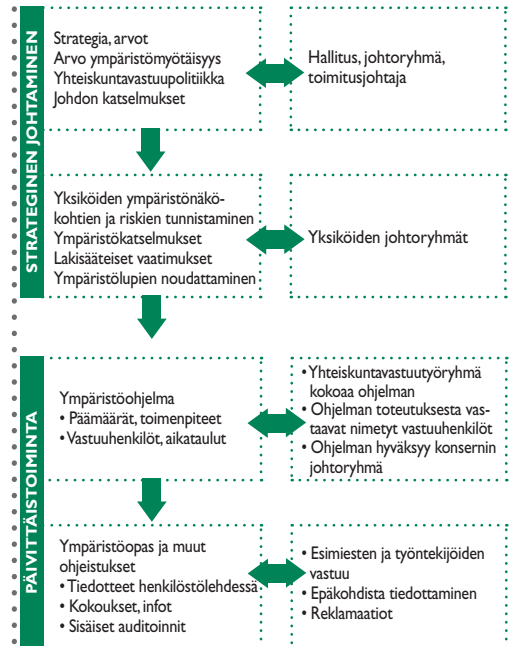 STRATEGINEN JOHTAMINEN
Strategia, arvot
Arvo ympäristömyötäisyys
Yhteiskuntavastuupolitiikka
Johdon katselmukset
Hallitus, johtoryhmä,
toimitusjohtaja
Yksiköiden ympäristönäkö-
kohtien ja riskien tunnistaminen
Ympäristökatselmukset
Lakisääteiset vaatimukset
Ympäristölupien noudattaminen
Yksiköiden johtoryhmät
PÄIVITTÄISTOIMINTA
Ympäristöohjelma
• Päämäärät, toimenpiteet
• Vastuuhenkilöt, aikataulut
• Yhteiskuntavastuutyöryhmä
kokoaa ohjelman
• Ohjelman toteutuksesta vas-
taavat nimetyt vastuuhenkilöt
• Ohjelman hyväksyy konsernin
johtoryhmä
Ympäristöopas ja muut
ohjeistukset
• Tiedotteet henkilöstölehdessä
• Kokoukset, infot
• Sisäiset auditoinnit
• Esimiesten ja työntekijöiden
vastuu
• Epäkohdista tiedottaminen
• Reklamaatiot